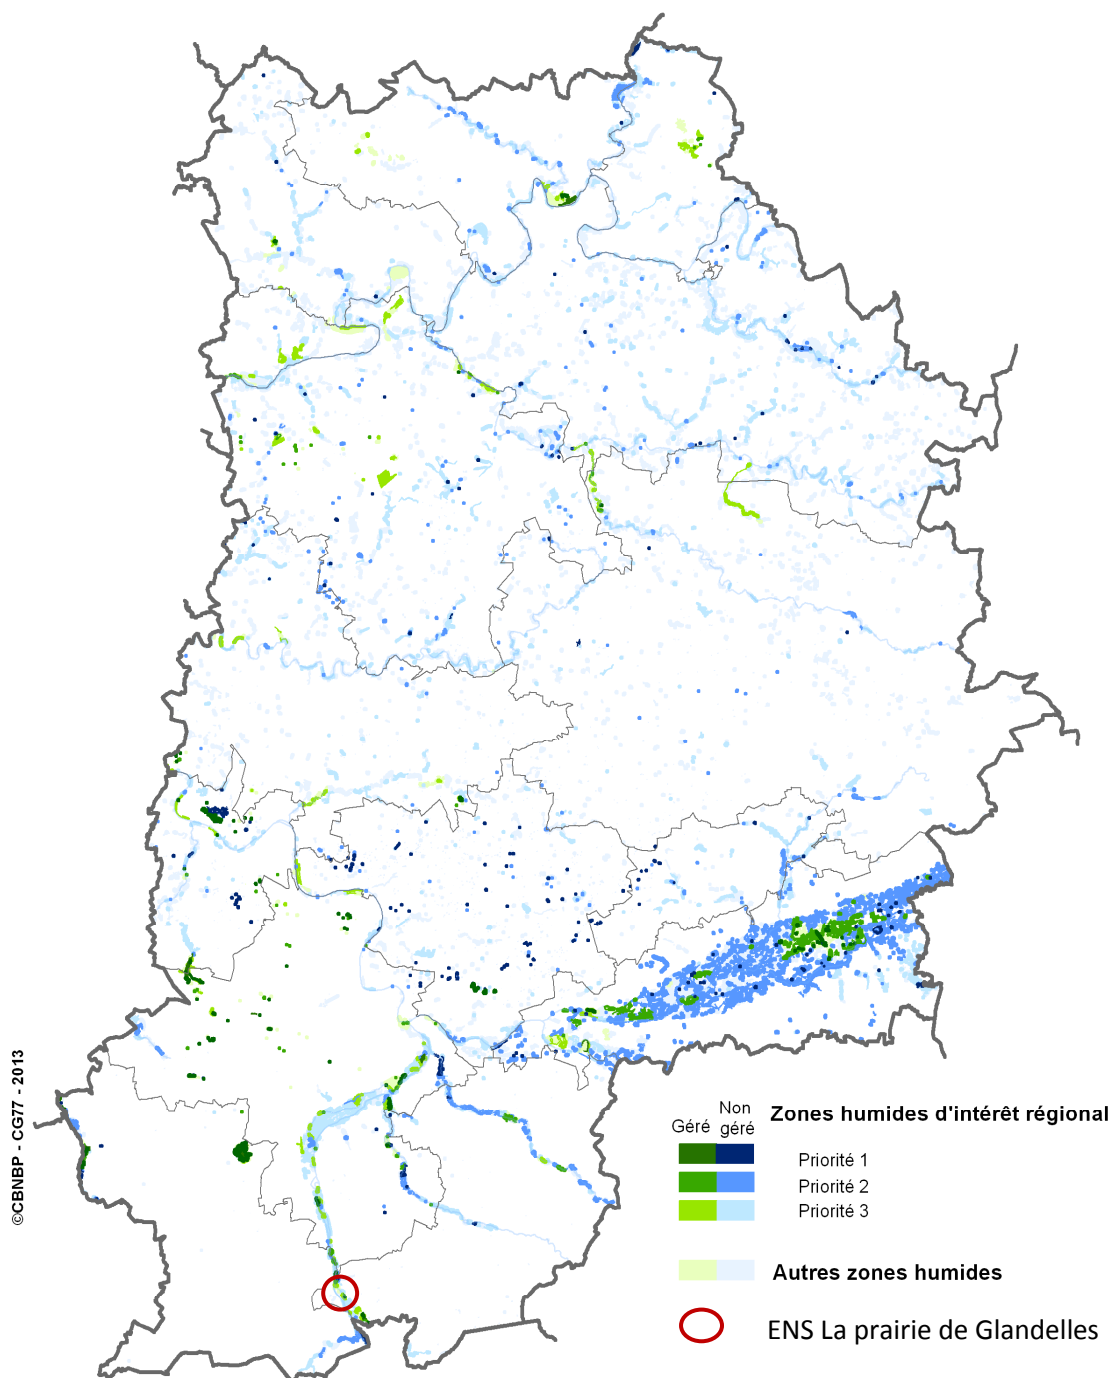 ©CBNBP - CG77 - 2013
Géré
Non
géré
Zones humides d'intérêt régional
Priorité 1
Priorité 2
Priorité 3
Autres zones humides
ENS La prairie de Glandelles